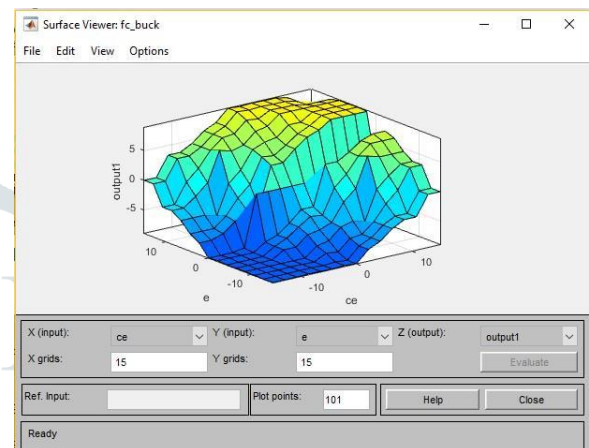 Surface Viewer: fc_buck
File Edit View Options
output1
5
0
-5
10
0
-10
e
-10
0
10
ce
X (input): ce Y (input): e Z (output): output1
X grids: 15 Y grids: 15 Evaluate
Ref. Input: Plot points: 101 Help Close
Ready